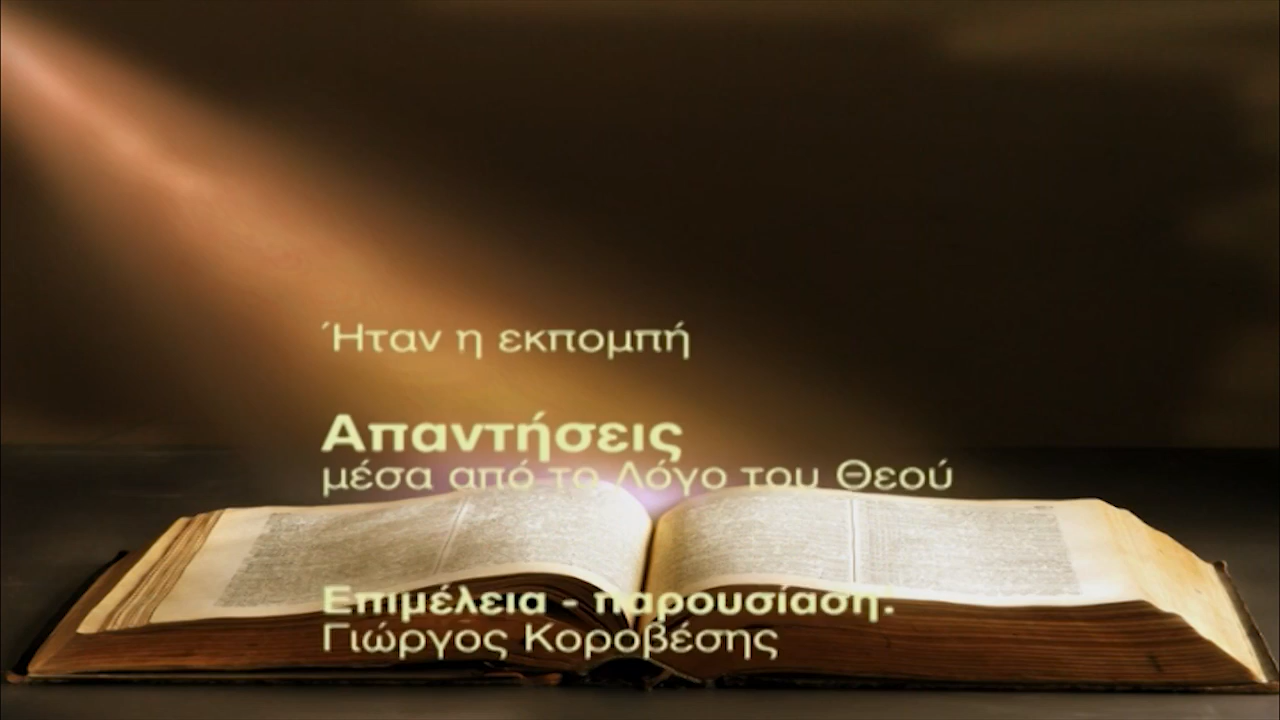 Ήταν η εκπομπή
Απαντήσεις
μέσα από το Λόγο του Θεού
Επιμέλεια - παρουσίαση:
Γιώργος Κοροβέσης